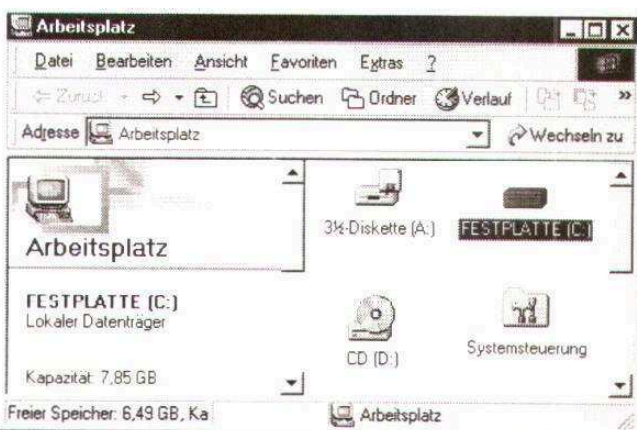 Arbeitsplatz
Datei Bearbeiten Ansicht Favoriten Extras ?
Zurück Suchen Ordner Verlauf »
Adresse Arbeitsplatz Wechseln zu
Arbeitsplatz
FESTPLATTE (C:)
Lokaler Datenträger
Kapazität: 7,85 GB
3½-Diskette (A:) FESTPLATTE (C:)
CD (D:) Systemsteuerung
Freier Speicher: 6,49 GB, Ka Arbeitsplatz